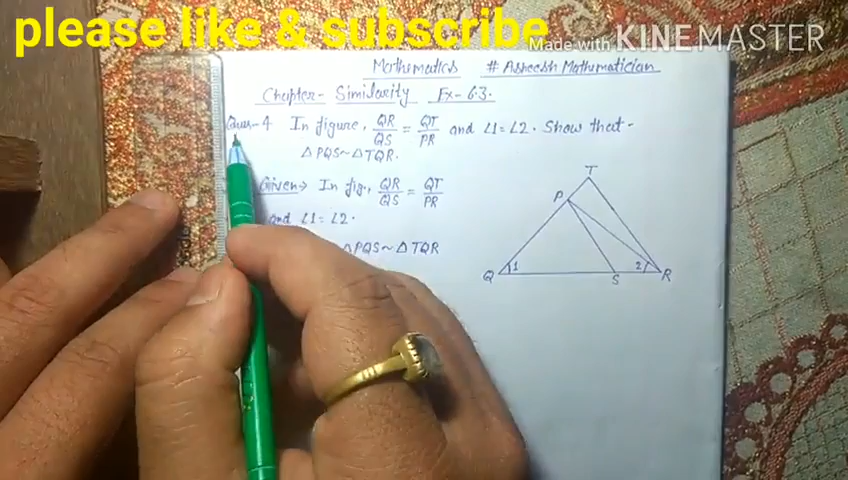 please like & subscribe
Made with KINEMASTER
Mathematics # Asheesh Mathematician
Chapter- Similarity Ex- 6.3.
Ques-4 In figure, QR/QS = QT/PR and ∠1=∠2. Show that-
△PQS~△TQR.
Given→ In fig., QR/QS = QT/PR
and ∠1=∠2.
△PQS~△TQR
T
P
Q 1 S 2 R